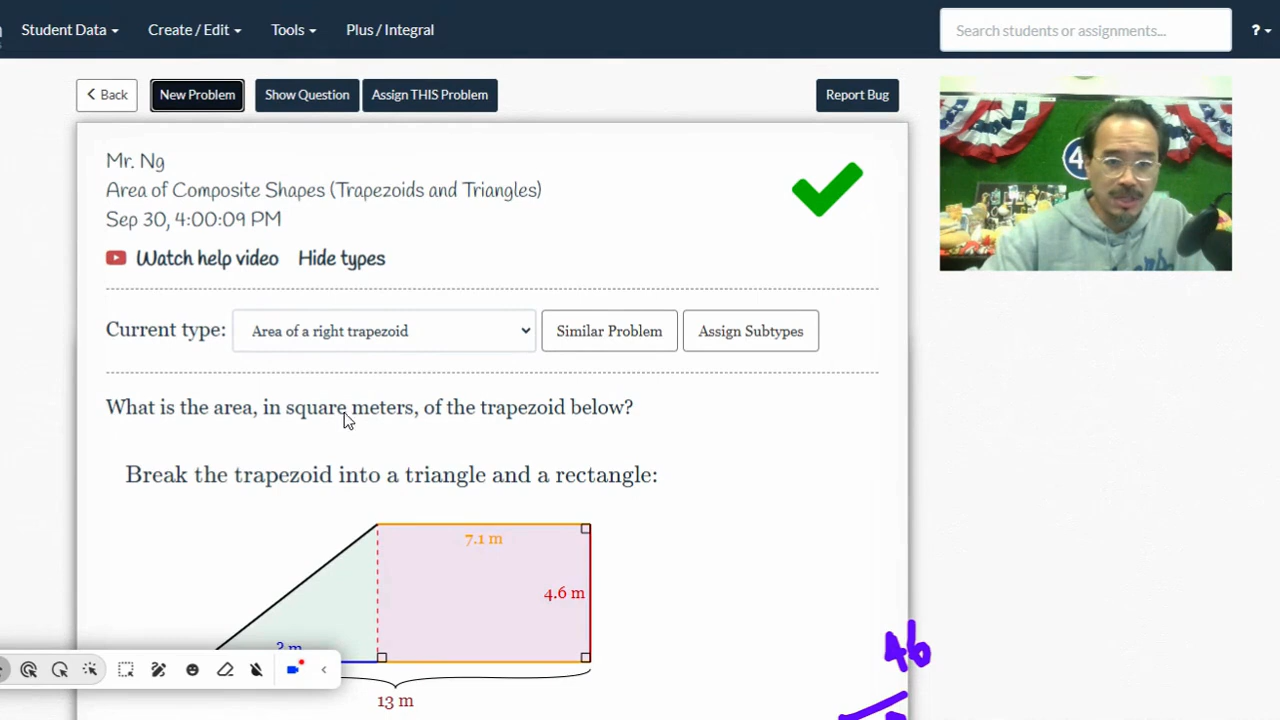 Student Data Create / Edit Tools Plus / Integral Search students or assignments... ?
Back New Problem Show Question Assign THIS Problem Report Bug
Mr. Ng
Area of Composite Shapes (Trapezoids and Triangles)
Sep 30, 4:00:09 PM
Watch help video Hide types
Current type: Area of a right trapezoid Similar Problem Assign Subtypes
What is the area, in square meters, of the trapezoid below?
Break the trapezoid into a triangle and a rectangle:
7.1 m
4.6 m
? m
46
13 m